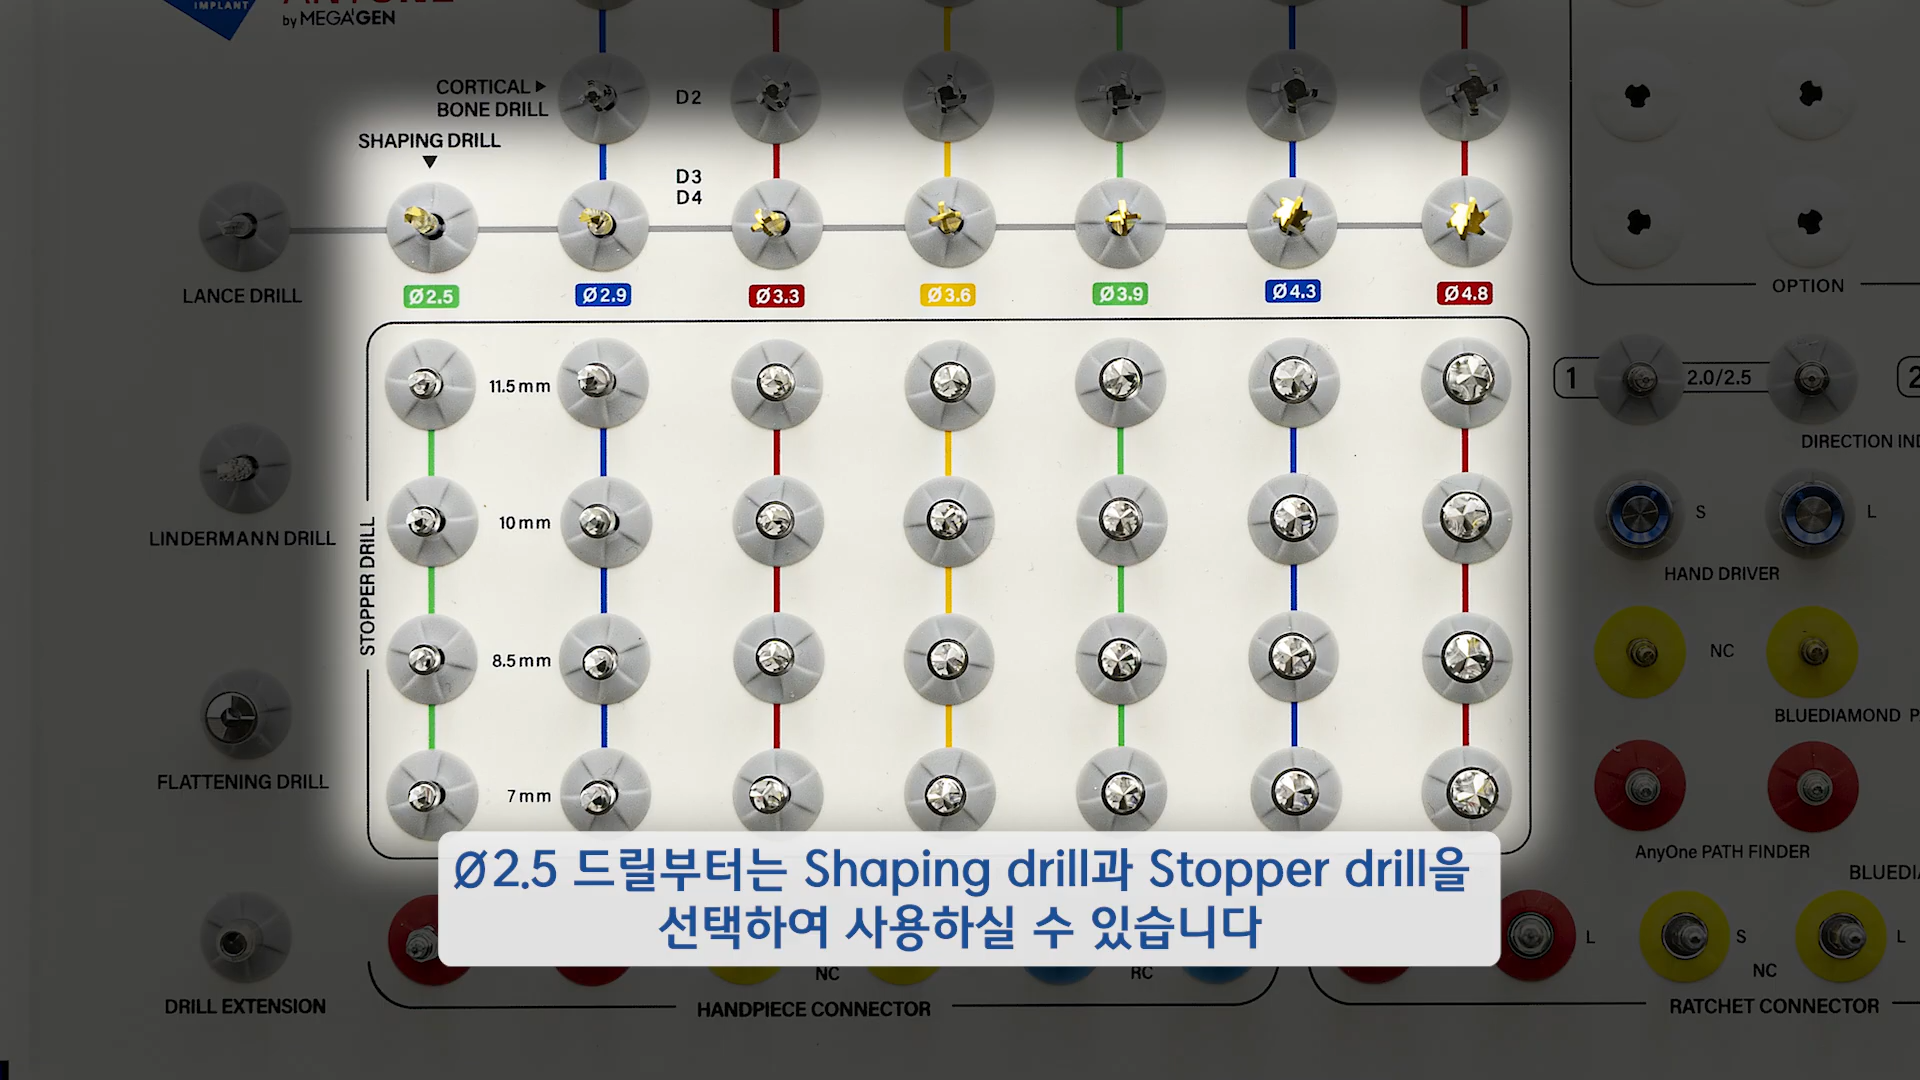 IMPLANT
by MEGA'GEN
CORTICAL ▶
BONE DRILL
D2
SHAPING DRILL
▼
D3
D4
LANCE DRILL
Ø2.5
Ø2.9
Ø3.3
Ø3.6
Ø3.9
Ø4.3
Ø4.8
OPTION
STOPPER DRILL
11.5mm
10mm
8.5mm
7mm
1
2.0/2.5
2
DIRECTION
LINDERMANN DRILL
S
L
HAND DRIVER
NC
BLUEDIAMOND
FLATTENING DRILL
AnyOne PATH FINDER
Ø2.5 드릴부터는 Shaping drill과 Stopper drill을
선택하여 사용하실 수 있습니다
L
S
L
NC
RC
NC
DRILL EXTENSION
HANDPIECE CONNECTOR
RATCHET CONNECTOR